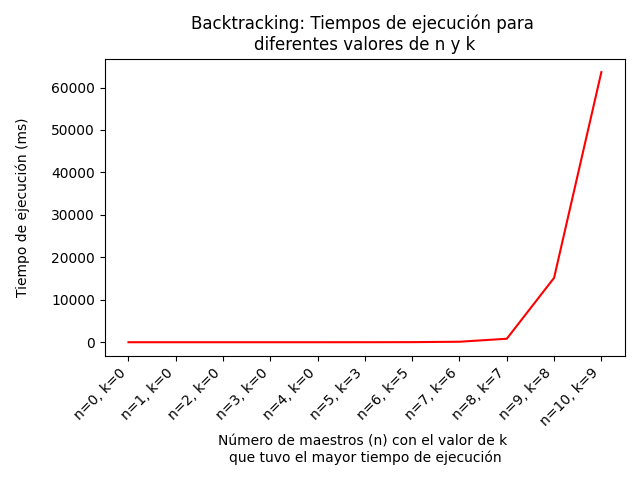 Backtracking: Tiempos de ejecución para
diferentes valores de n y k
Tiempo de ejecución (ms)
60000
50000
40000
30000
20000
10000
0
n=0, k=0
n=1, k=0
n=2, k=0
n=3, k=0
n=4, k=0
n=5, k=3
n=6, k=5
n=7, k=6
n=8, k=7
n=9, k=8
n=10, k=9
Número de maestros (n) con el valor de k
que tuvo el mayor tiempo de ejecución